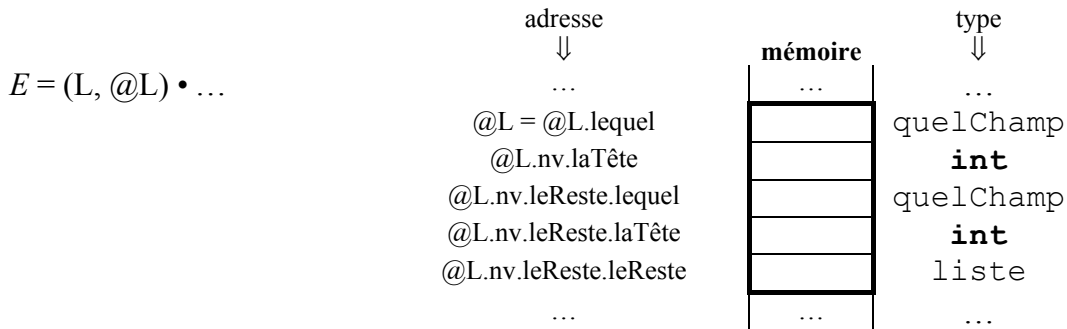 adresse type
⇓ mémoire ⇓
E = (L, @L) • … … … …
@L = @L.lequel quelChamp
@L.nv.laTête int
@L.nv.leReste.lequel quelChamp
@L.nv.leReste.laTête int
@L.nv.leReste.leReste liste
… … …